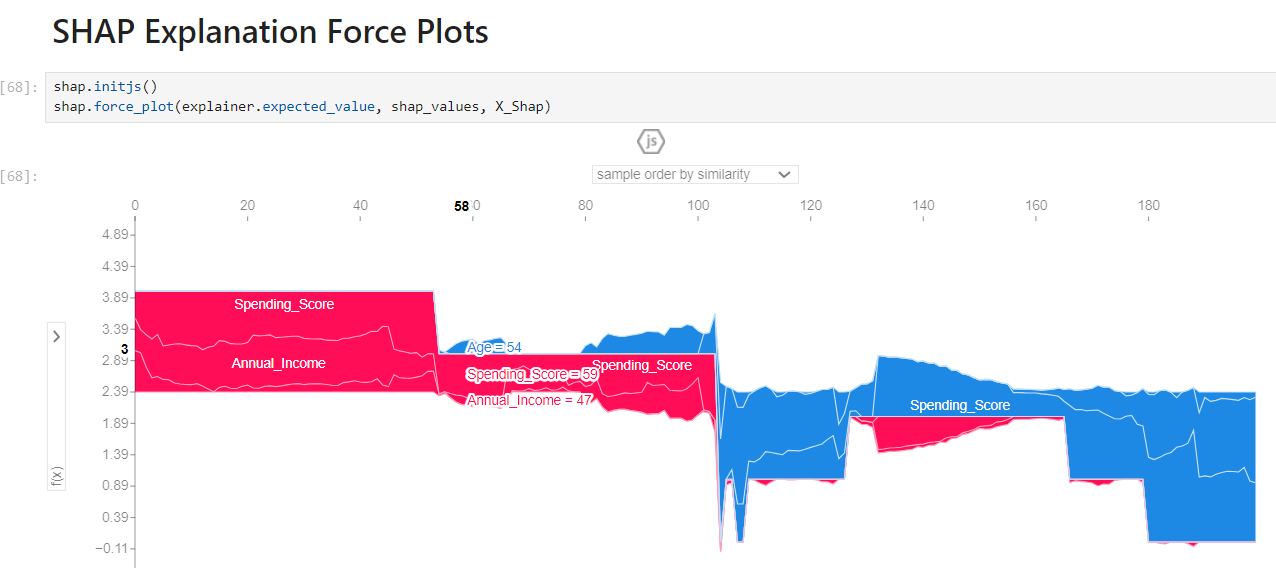 SHAP Explanation Force Plots
[68]:
shap.initjs()
shap.force_plot(explainer.expected_value, shap_values, X_Shap)
js
[68]:
sample order by similarity
0 20 40 58 0 80 100 120 140 160 180
4.89
4.39
3.89
Spending_Score
3.39
3
Age = 54
2.89
Annual_Income
Spending_Score
Spending_Score = 59
2.39
Annual_Income = 47
Spending_Score
1.89
1.39
f(x)
0.89
0.39
−0.11